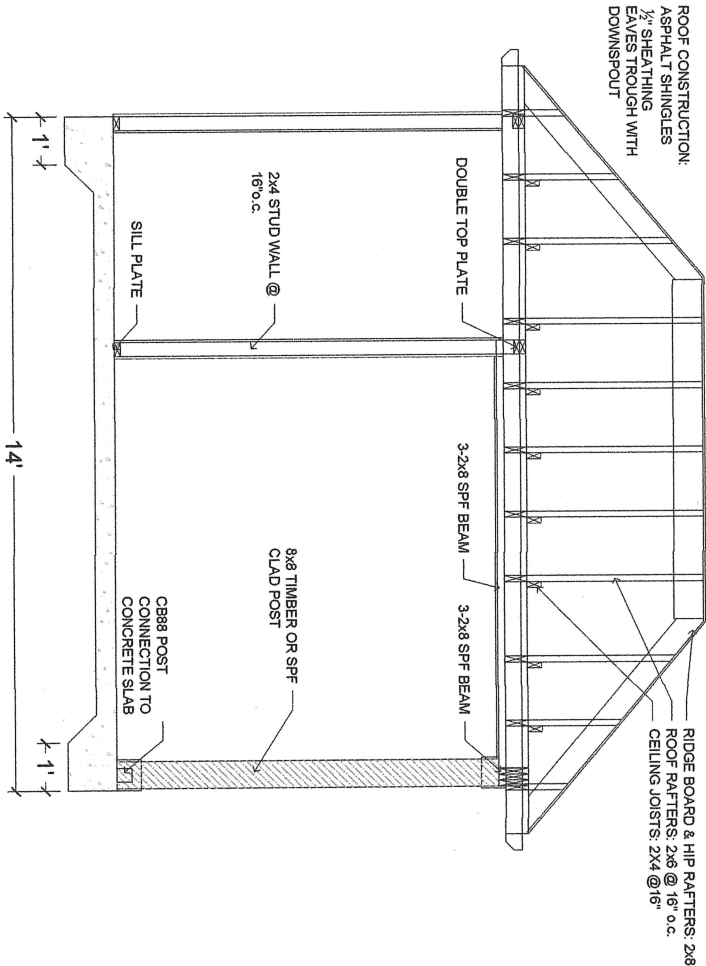 ROOF CONSTRUCTION:
ASPHALT SHINGLES
½" SHEATHING
EAVES TROUGH WITH
DOWNSPOUT
RIDGE BOARD & HIP RAFTERS: 2x8
ROOF RAFTERS: 2x6 @ 16" o.c.
CEILING JOISTS: 2X4 @16"
DOUBLE TOP PLATE
3-2x8 SPF BEAM
3-2x8 SPF BEAM
2x4 STUD WALL @
16"o.c.
8x8 TIMBER OR SPF
CLAD POST
SILL PLATE
CB88 POST
CONNECTION TO
CONCRETE SLAB
1'
1'
14'